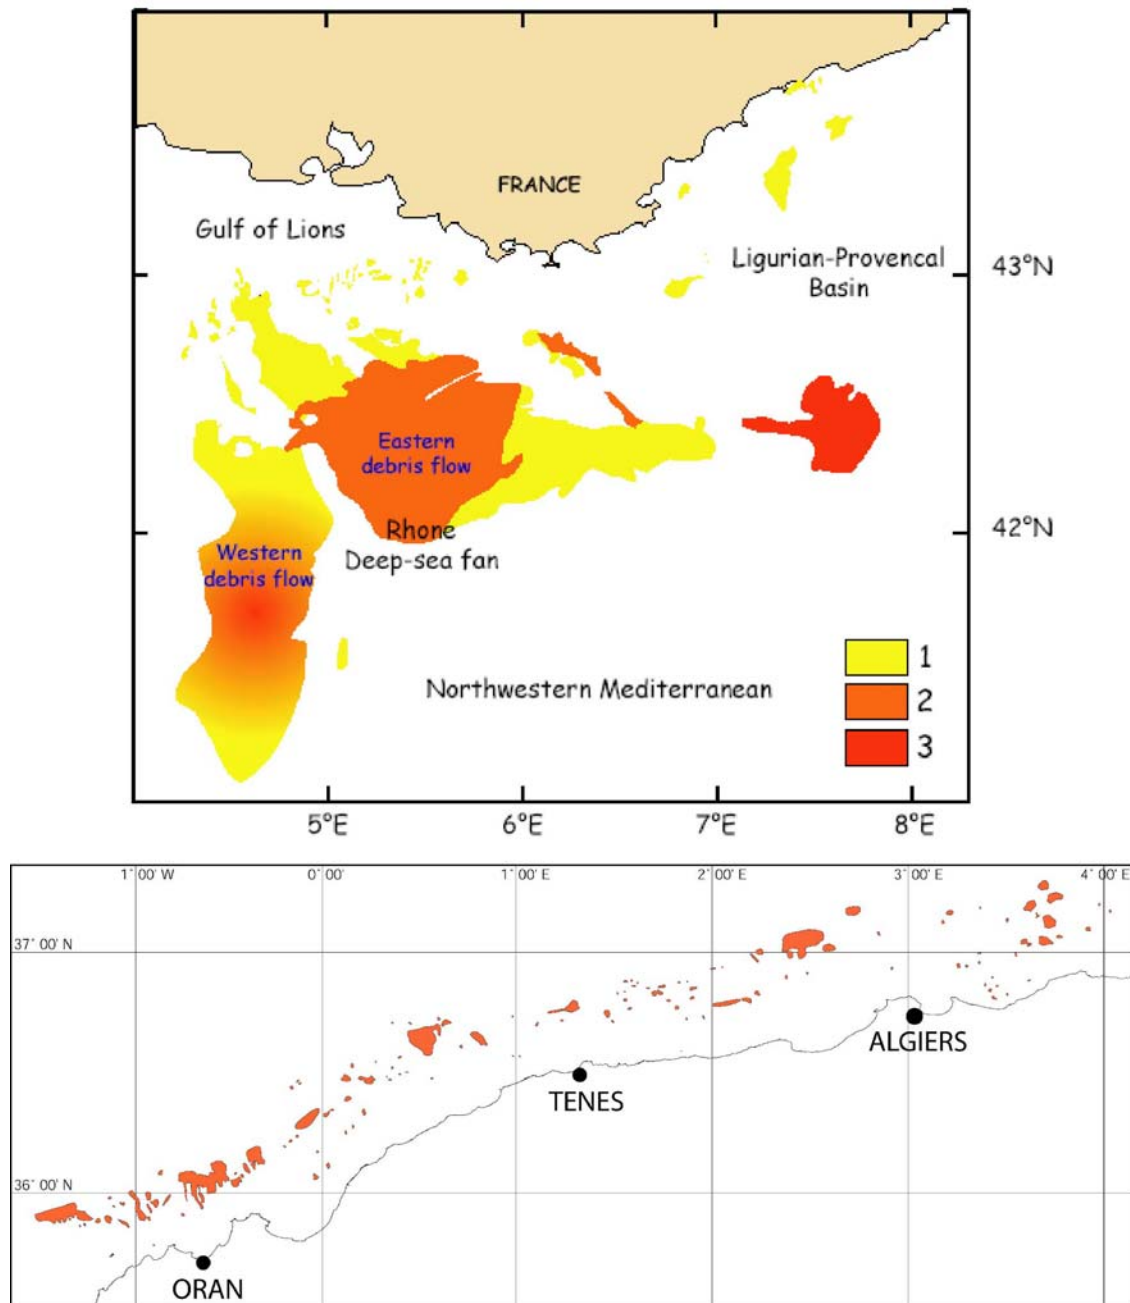 FRANCE
Gulf of Lions
Ligurian-Provencal
Basin
43°N
Eastern
debris flow
Rhone
Deep-sea fan
42°N
Western
debris flow
1
Northwestern Mediterranean
2
3
5°E
6°E
7°E
8°E
1°00' W
0°00'
1°00' E
2°00' E
3°00' E
4°00' E
37°00' N
ALGIERS
TENES
36°00' N
ORAN